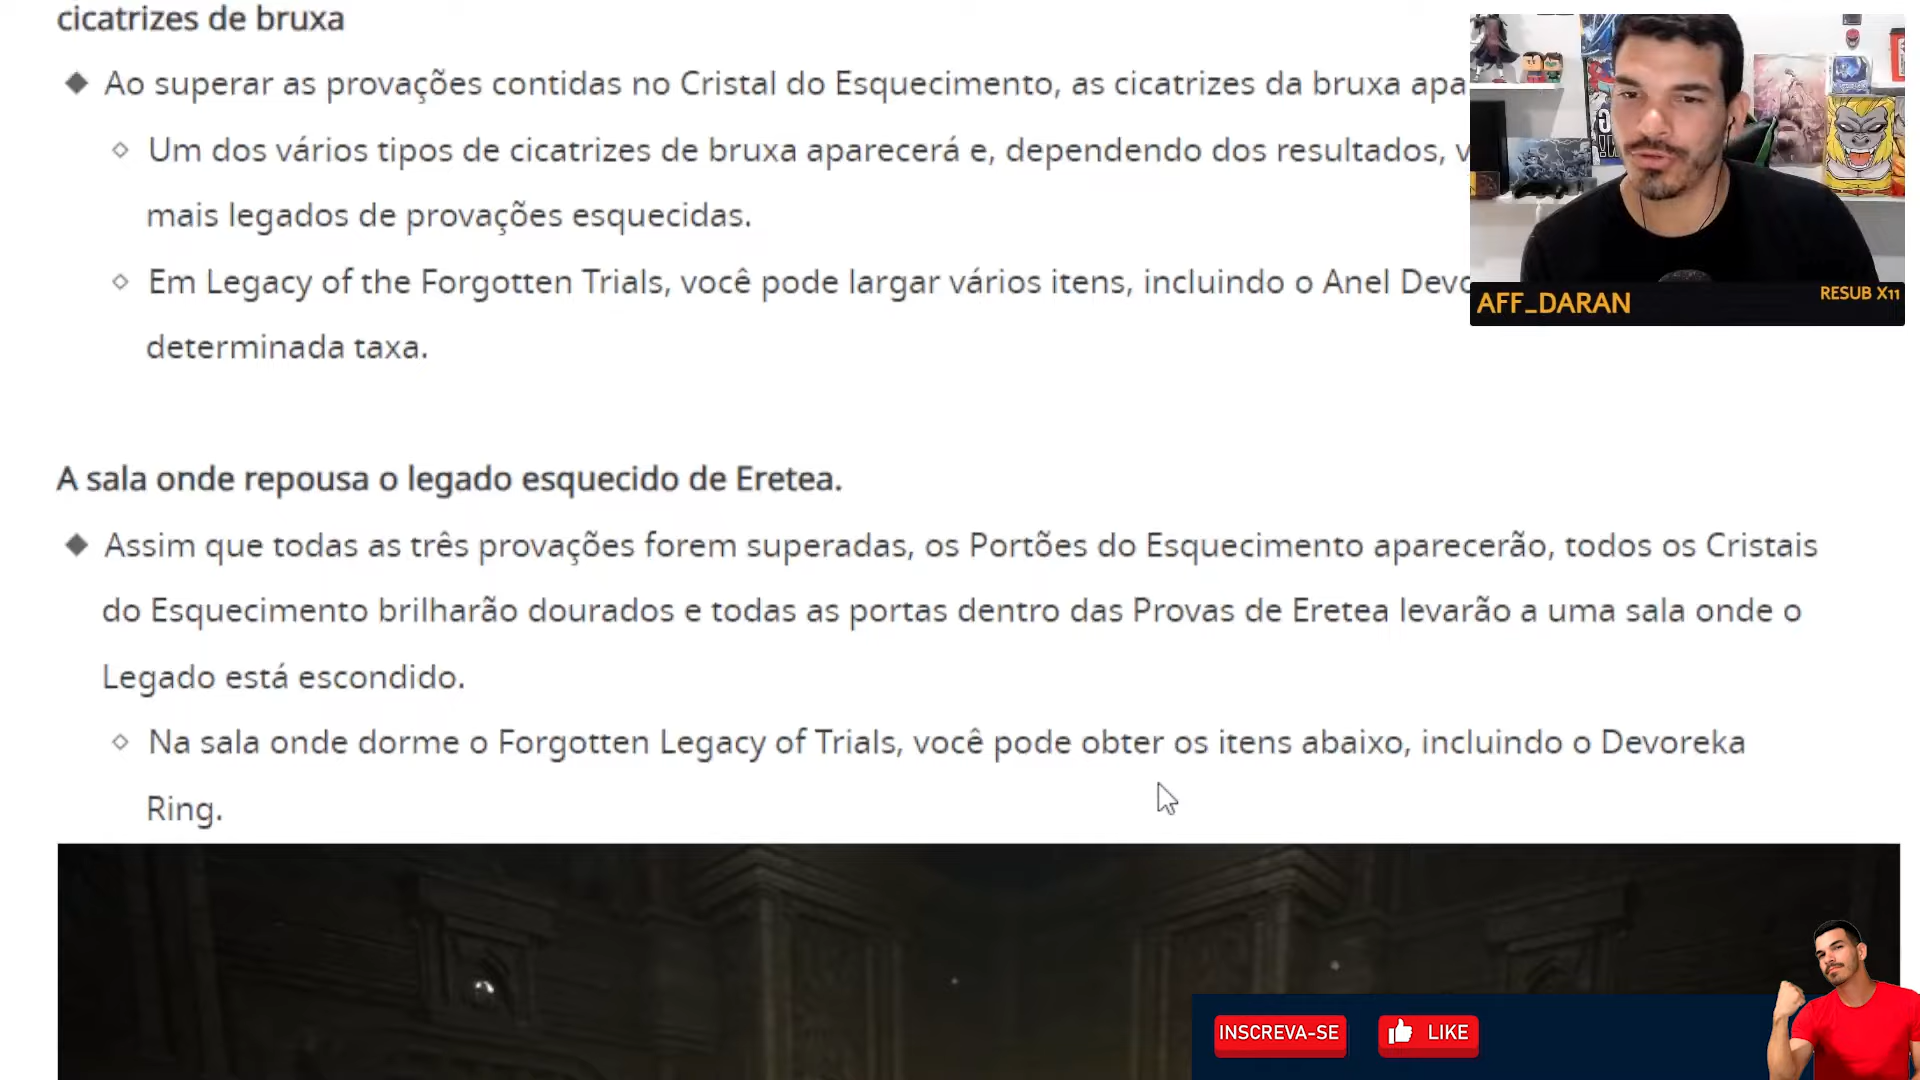 cicatrizes de bruxa
Ao superar as provações contidas no Cristal do Esquecimento, as cicatrizes da bruxa apa
Um dos vários tipos de cicatrizes de bruxa aparecerá e, dependendo dos resultados, v
mais legados de provações esquecidas.
Em Legacy of the Forgotten Trials, você pode largar vários itens, incluindo o Anel Devo
determinada taxa.
AFF_DARAN
RESUB X11
A sala onde repousa o legado esquecido de Eretea.
Assim que todas as três provações forem superadas, os Portões do Esquecimento aparecerão, todos os Cristais
do Esquecimento brilharão dourados e todas as portas dentro das Provas de Eretea levarão a uma sala onde o
Legado está escondido.
Na sala onde dorme o Forgotten Legacy of Trials, você pode obter os itens abaixo, incluindo o Devoreka
Ring.
INSCREVA-SE
LIKE